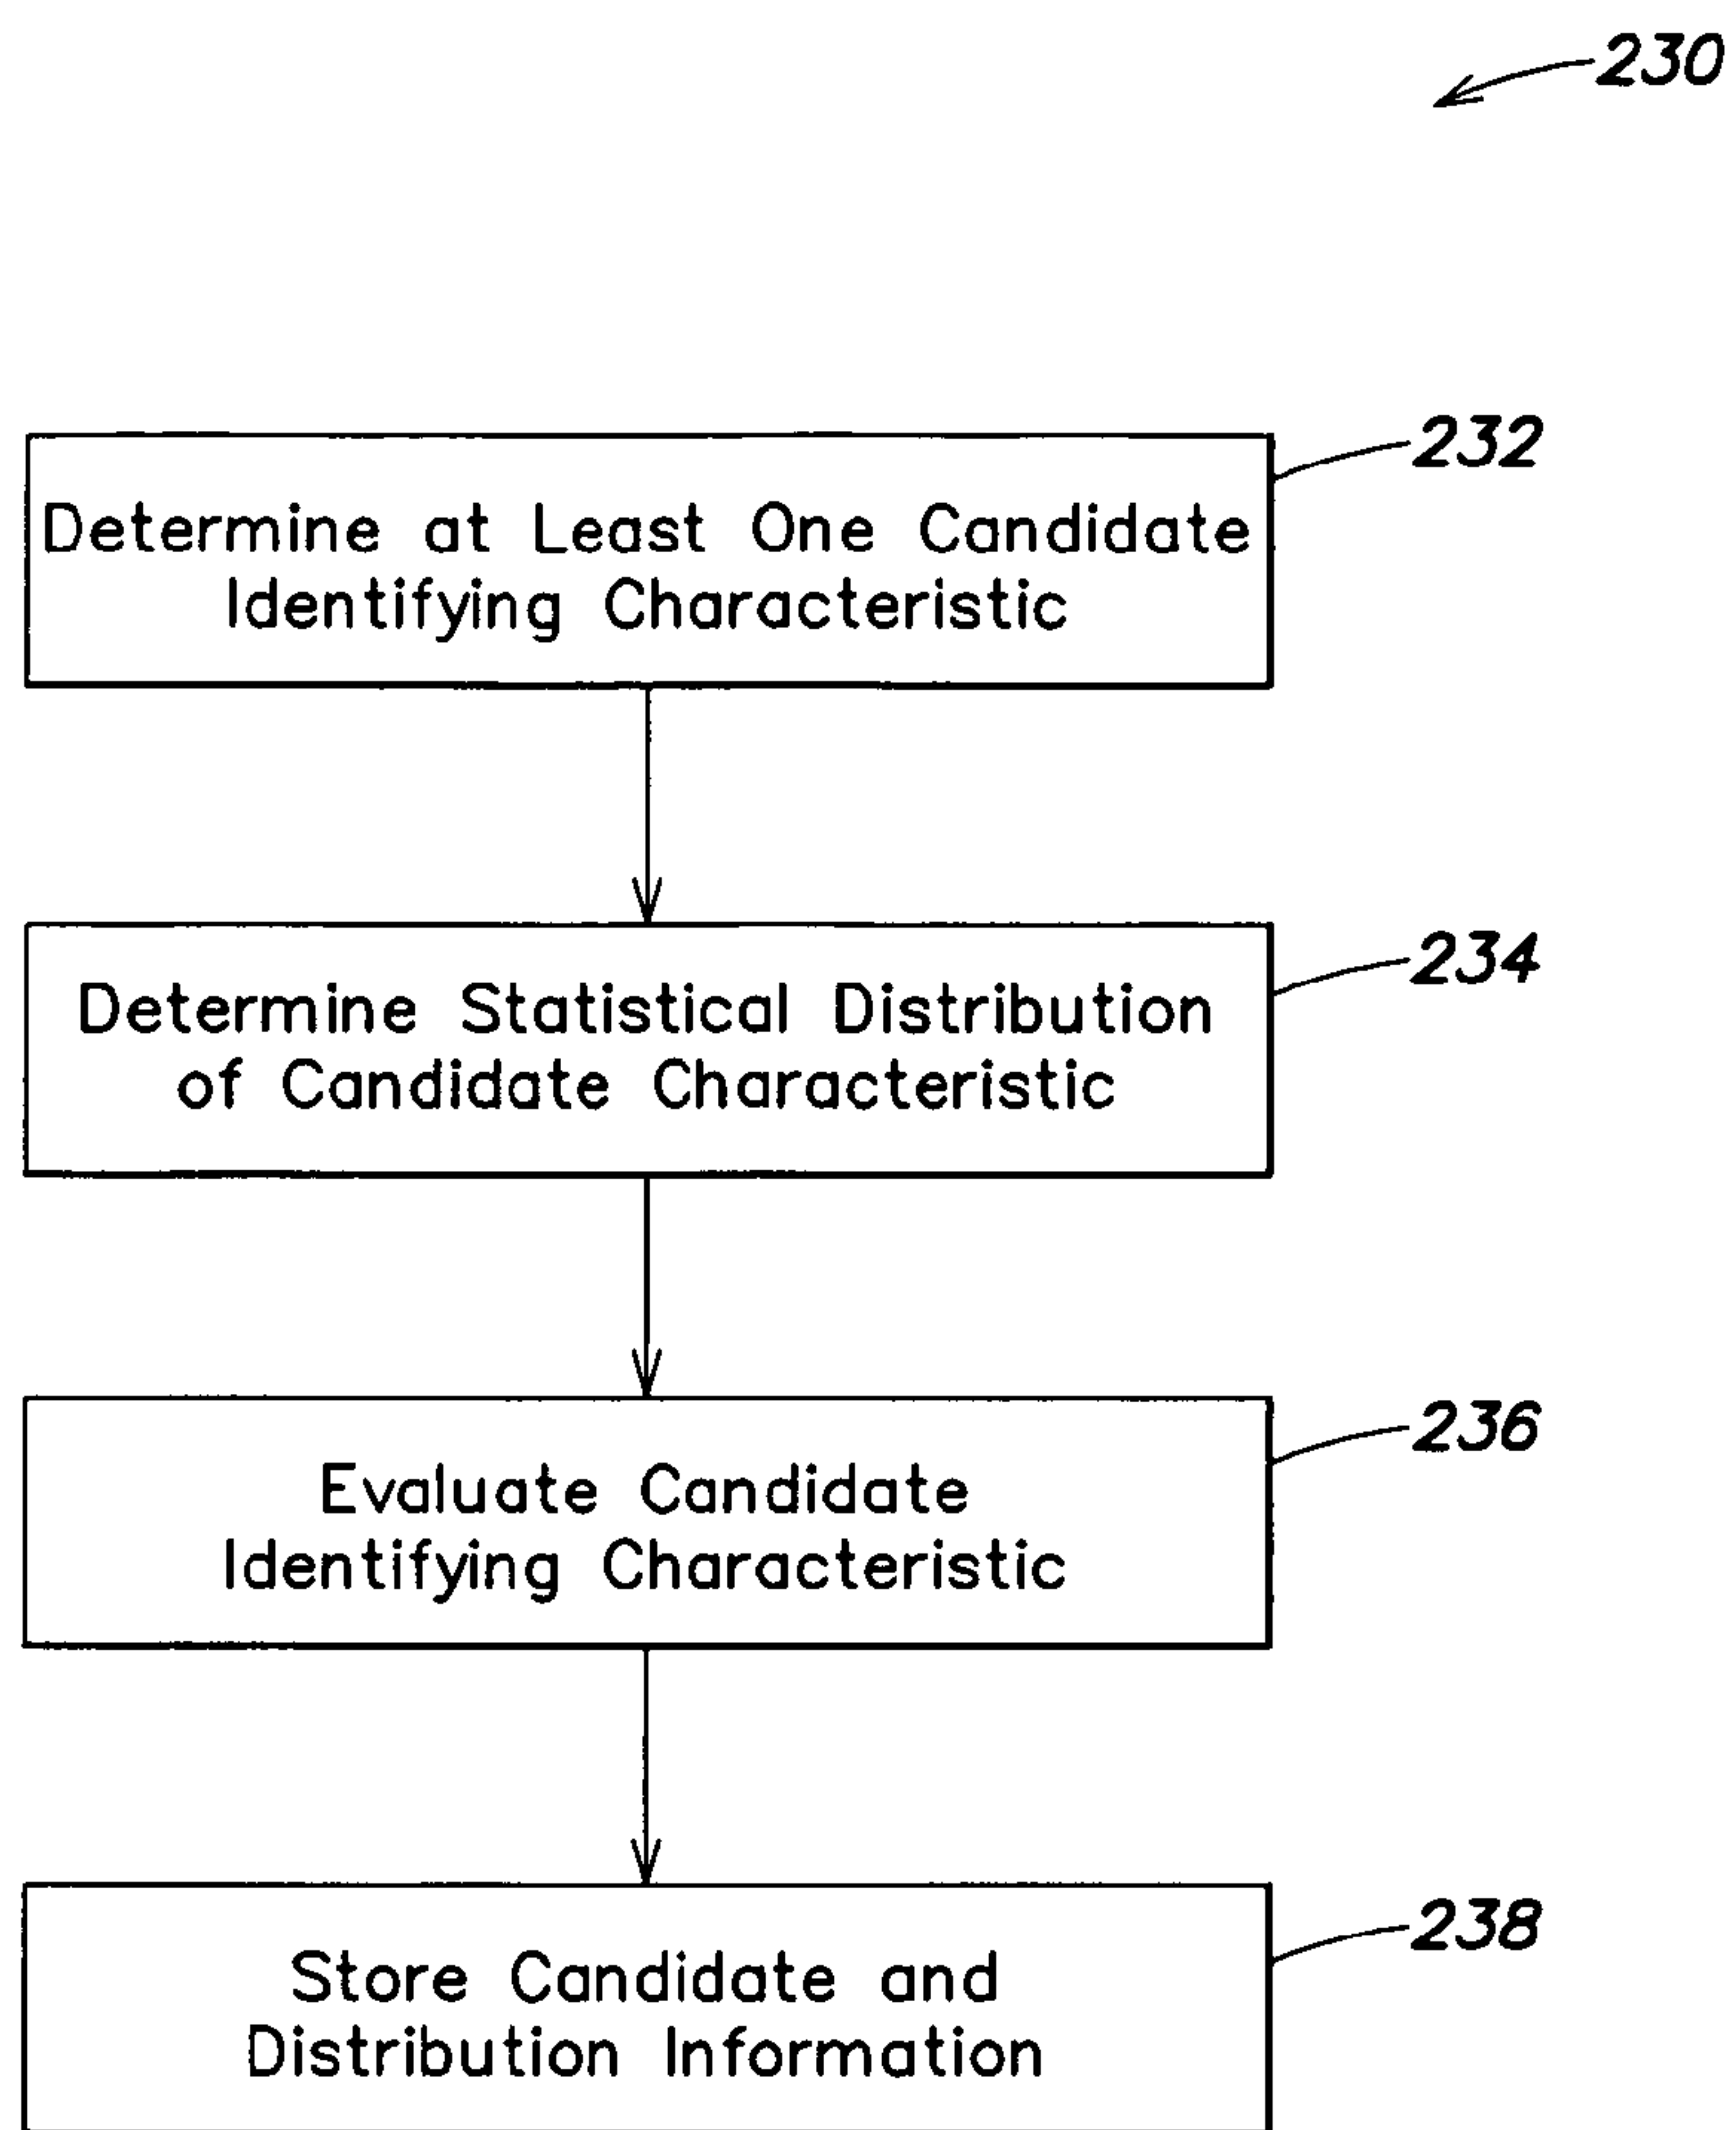 230
232
Determine at Least One Candidate
Identifying Characteristic
234
Determine Statistical Distribution
of Candidate Characteristic
236
Evaluate Candidate
Identifying Characteristic
238
Store Candidate and
Distribution Information